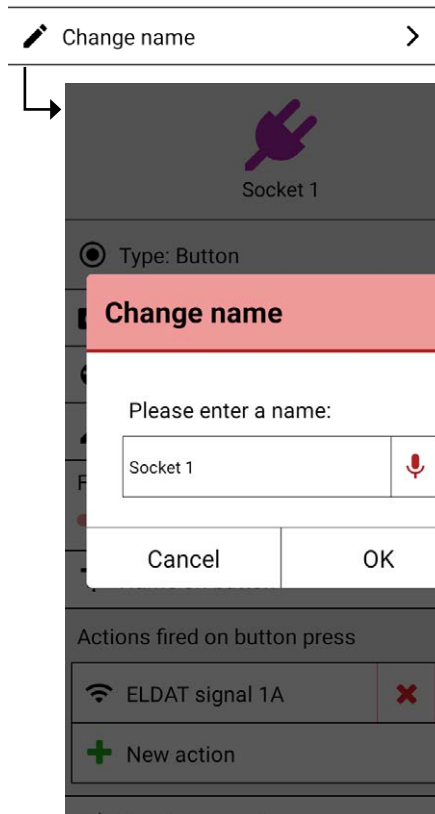 Change name
Socket 1
Type: Button
Change name
Please enter a name:
Socket 1
Cancel
OK
Actions fired on button press
ELDAT signal 1A
New action